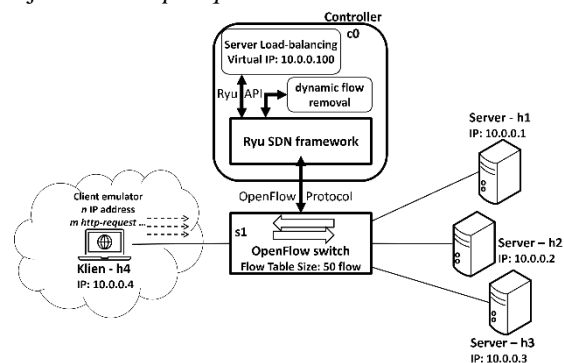 Controller
c0
Server Load-balancing
Virtual IP: 10.0.0.100
Ryu API
dynamic flow
removal
Ryu SDN framework
Server - h1
IP: 10.0.0.1
OpenFlow Protocol
Client emulator
n IP address
m http-request ...
Klien - h4
IP: 10.0.0.4
s1
OpenFlow switch
Flow Table Size: 50 flow
Server – h2
IP: 10.0.0.2
Server – h3
IP: 10.0.0.3